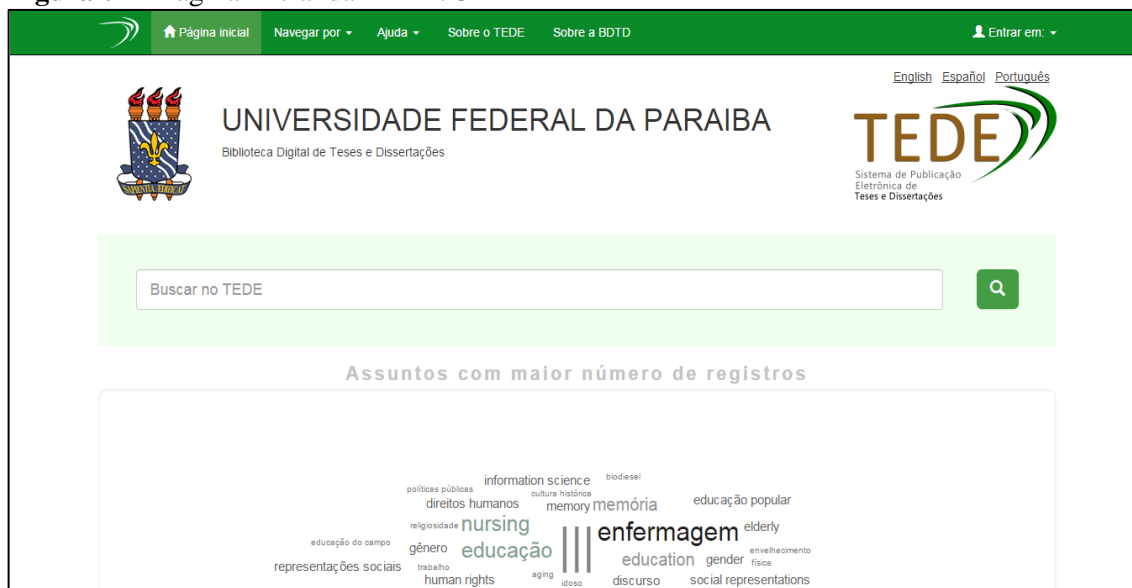 Página inicial Navegar por Ajuda Sobre o TEDE Sobre a BDTD Entrar em:
English Español Português
UNIVERSIDADE FEDERAL DA PARAIBA
Biblioteca Digital de Teses e Dissertações
SAPIENTIA ÆDIFICAT
TEDE
Sistema de Publicação
Eletrônica de
Teses e Dissertações
Buscar no TEDE
Assuntos com maior número de registros
information science biodiesel
políticas públicas cultura histórica
direitos humanos memory memória educação popular
religiosidade nursing enfermagem elderly
educação do campo gênero educação education gender envelhecimento
representações sociais trabalho física
human rights aging idoso discurso social representations